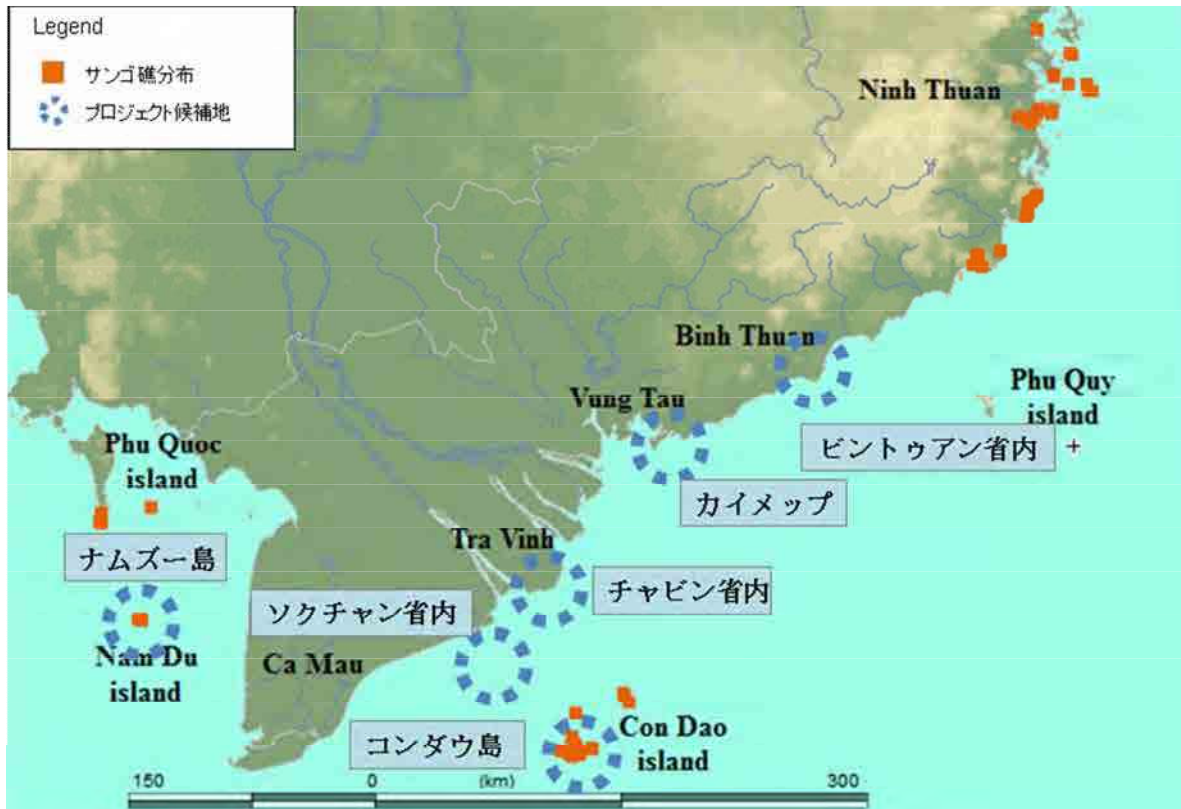 Legend
サンゴ礁分布
プロジェクト候補地
Ninh Thuan
Binh Thuan
Vung Tau
Phu Quy
island
ビントゥアン省内
カイメップ
Phu Quoc
island
ナムズー島
Tra Vinh
チャビン省内
ソクチャン省内
Nam Du
island
Ca Mau
コンダウ島
Con Dao
island
150
0
(km)
300